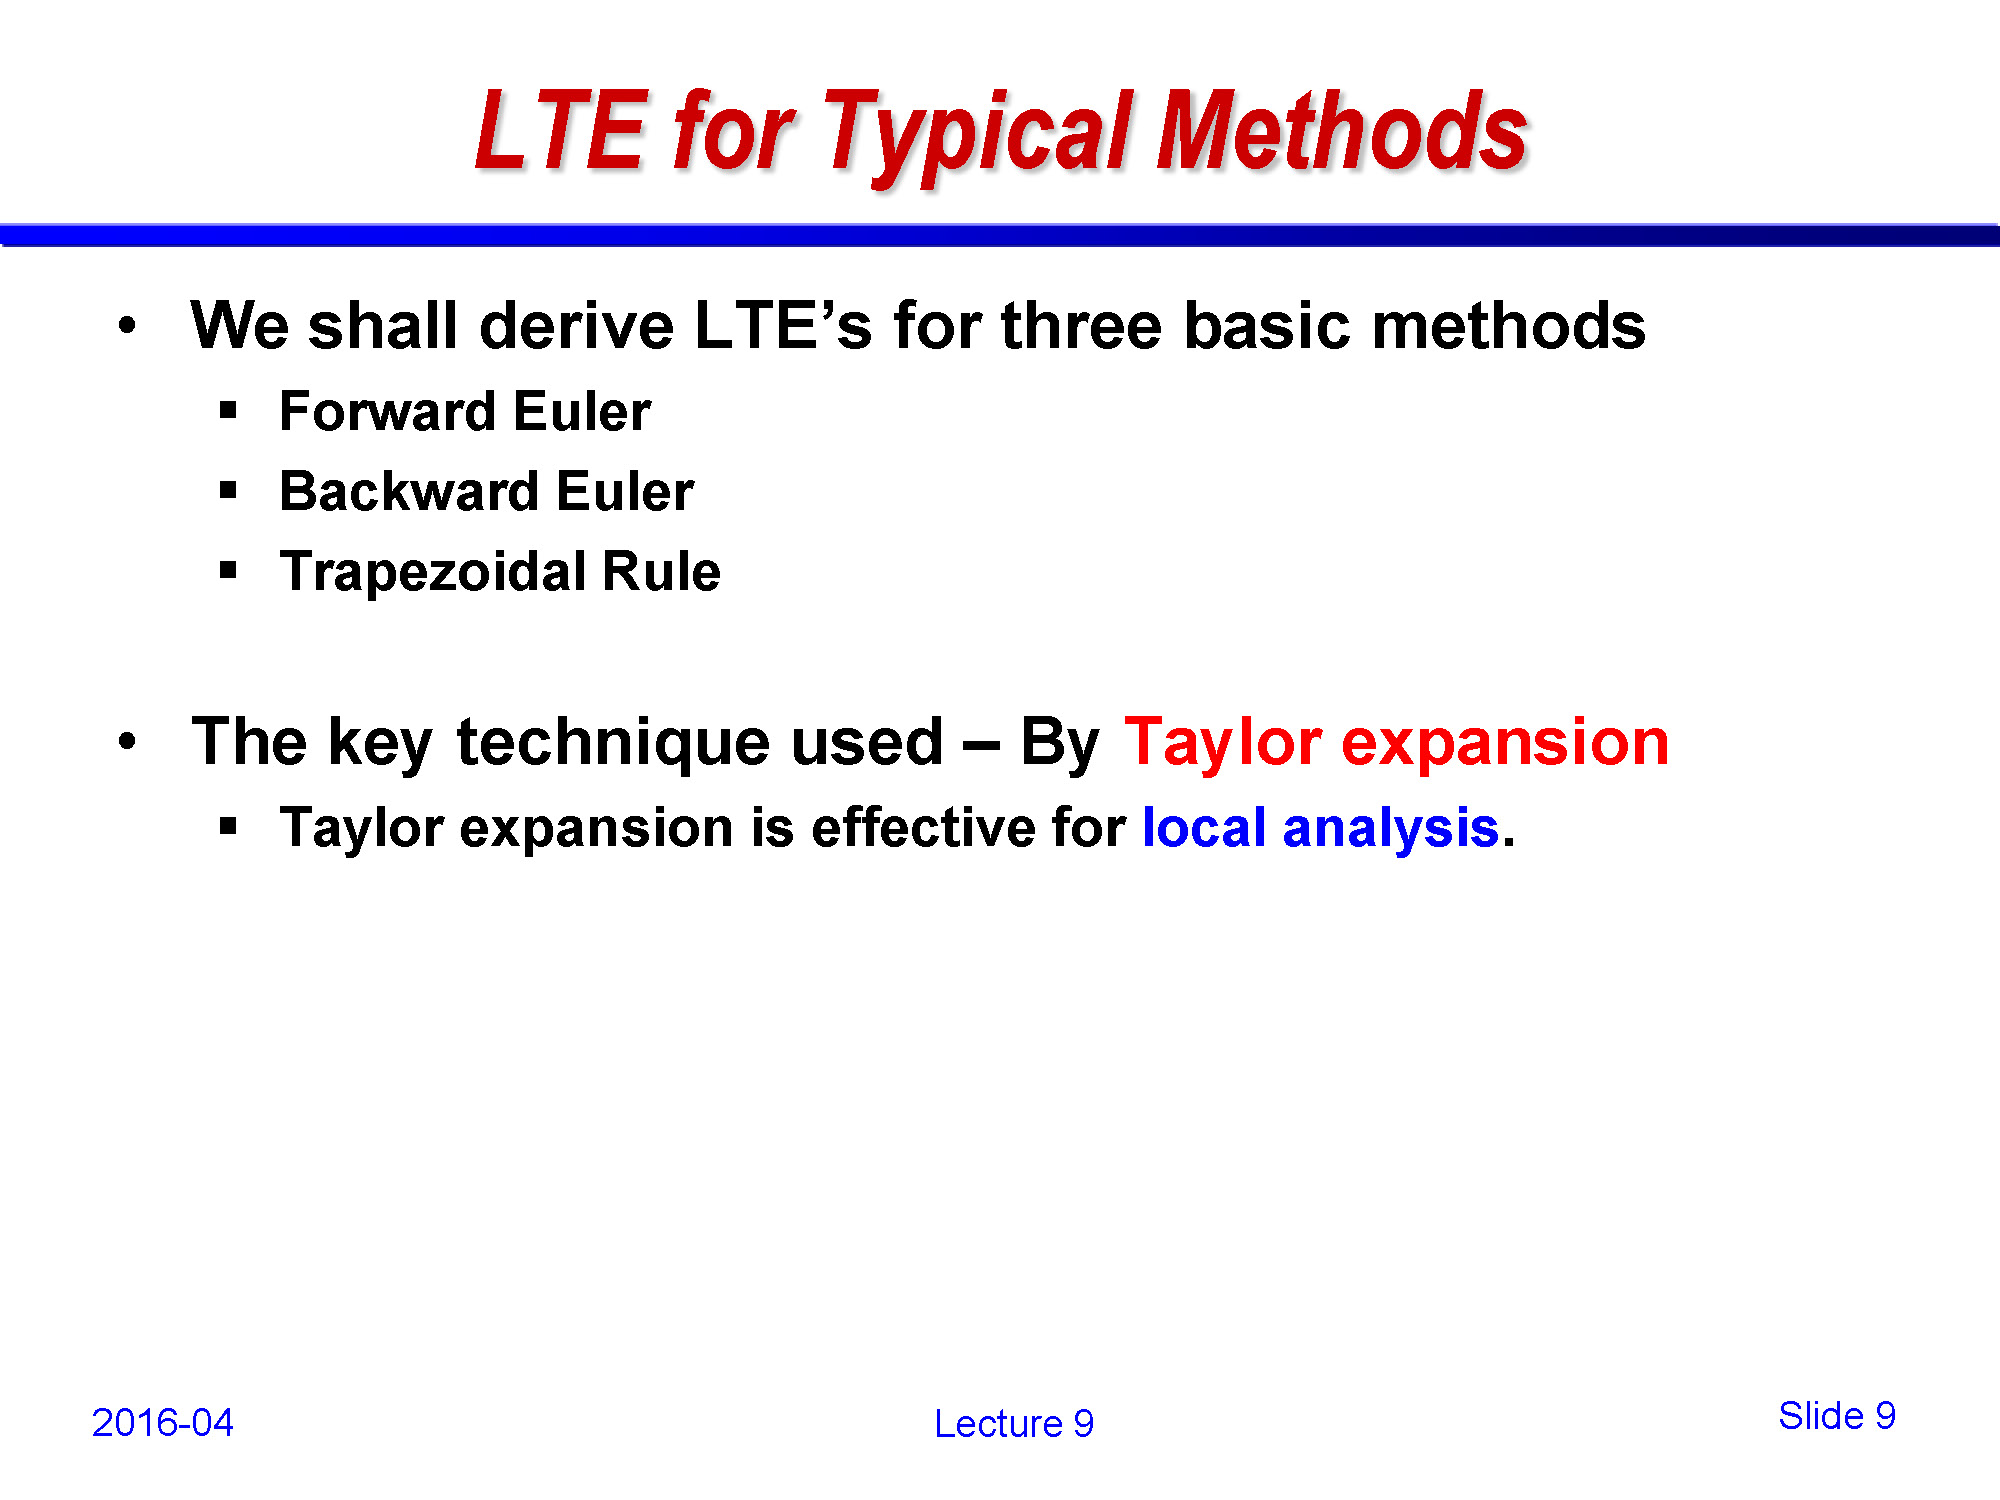 LTE for Typical Methods
• We shall derive LTE’s for three basic methods
▪ Forward Euler
▪ Backward Euler
▪ Trapezoidal Rule
• The key technique used – By Taylor expansion
▪ Taylor expansion is effective for local analysis.
2016-04
Lecture 9
Slide 9